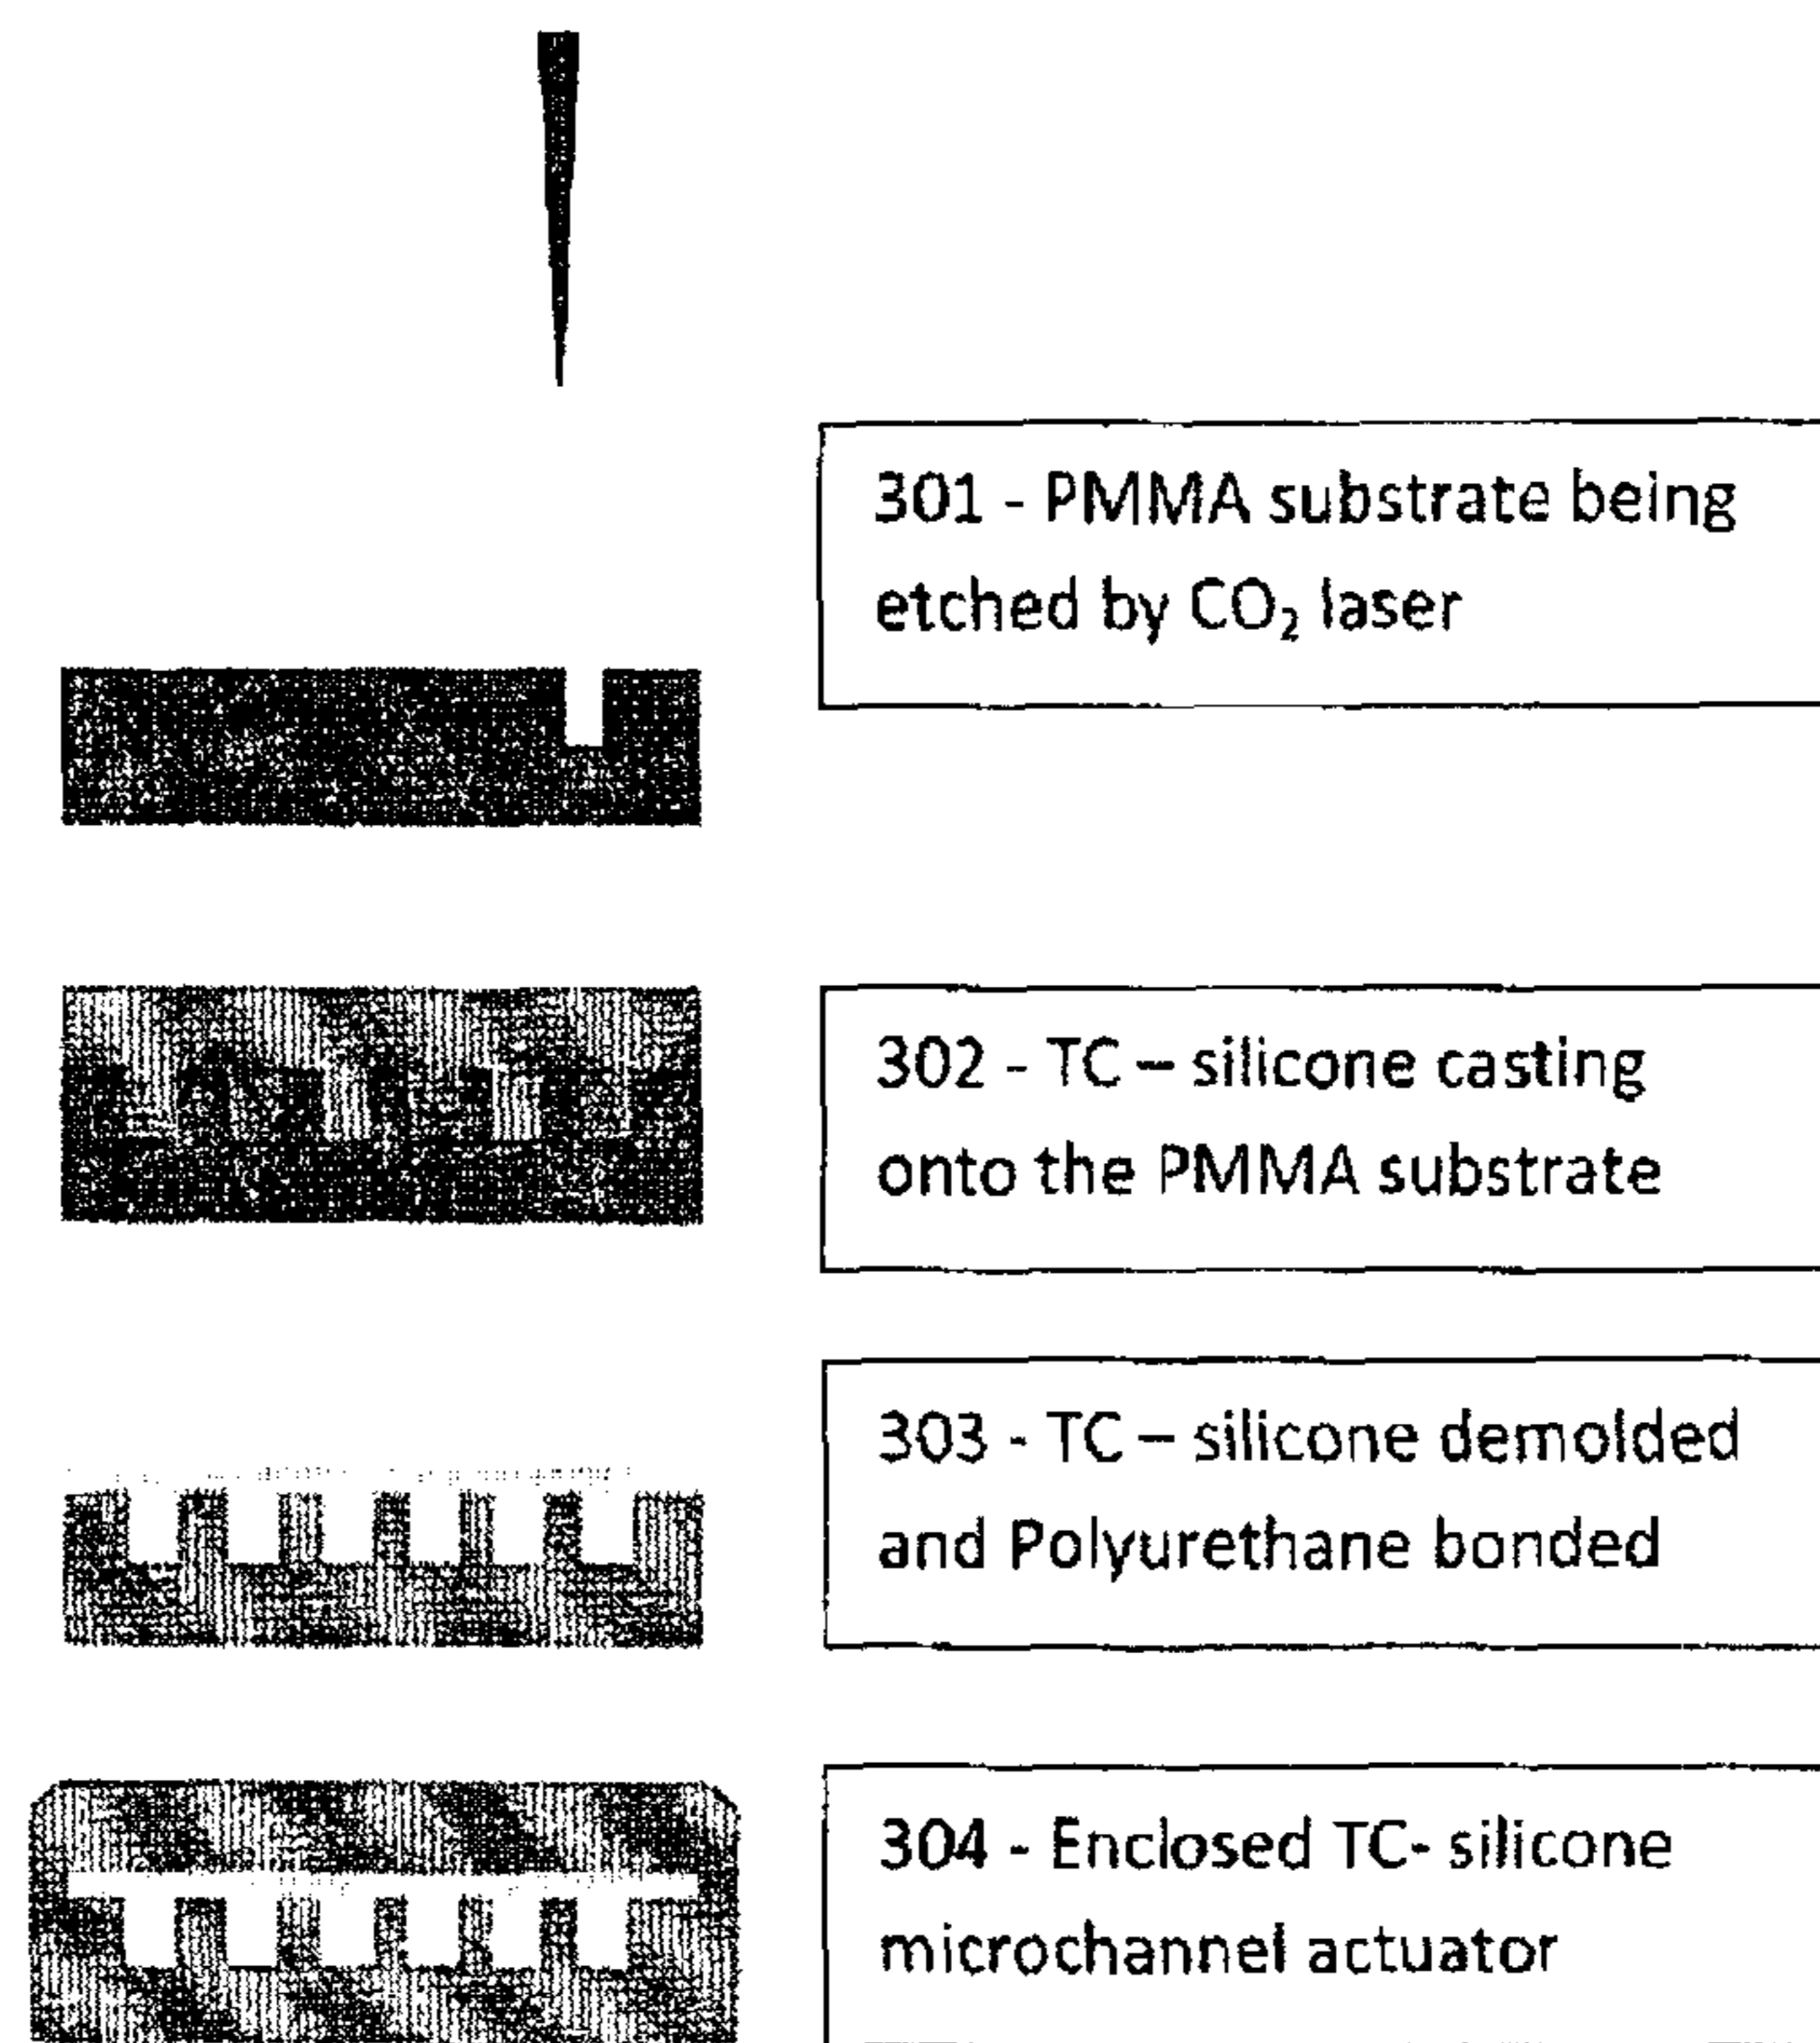 301 - PMMA substrate being
etched by CO₂ laser
302 - TC – silicone casting
onto the PMMA substrate
303 - TC – silicone demolded
and Polyurethane bonded
304 - Enclosed TC- silicone
microchannel actuator